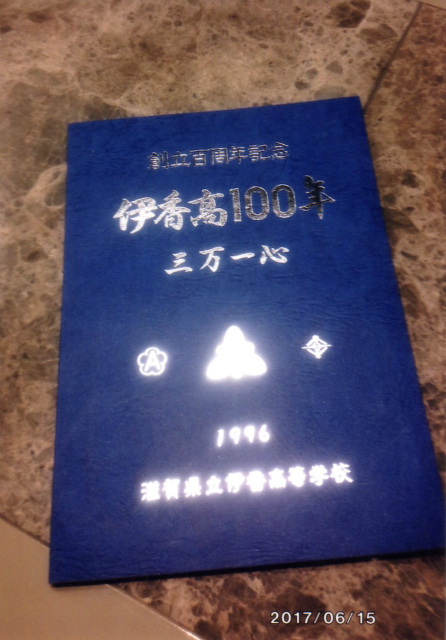 創立百周年記念
伊香高100年
三万一心
A
1996
滋賀県立伊香高等学校
2017/06/15